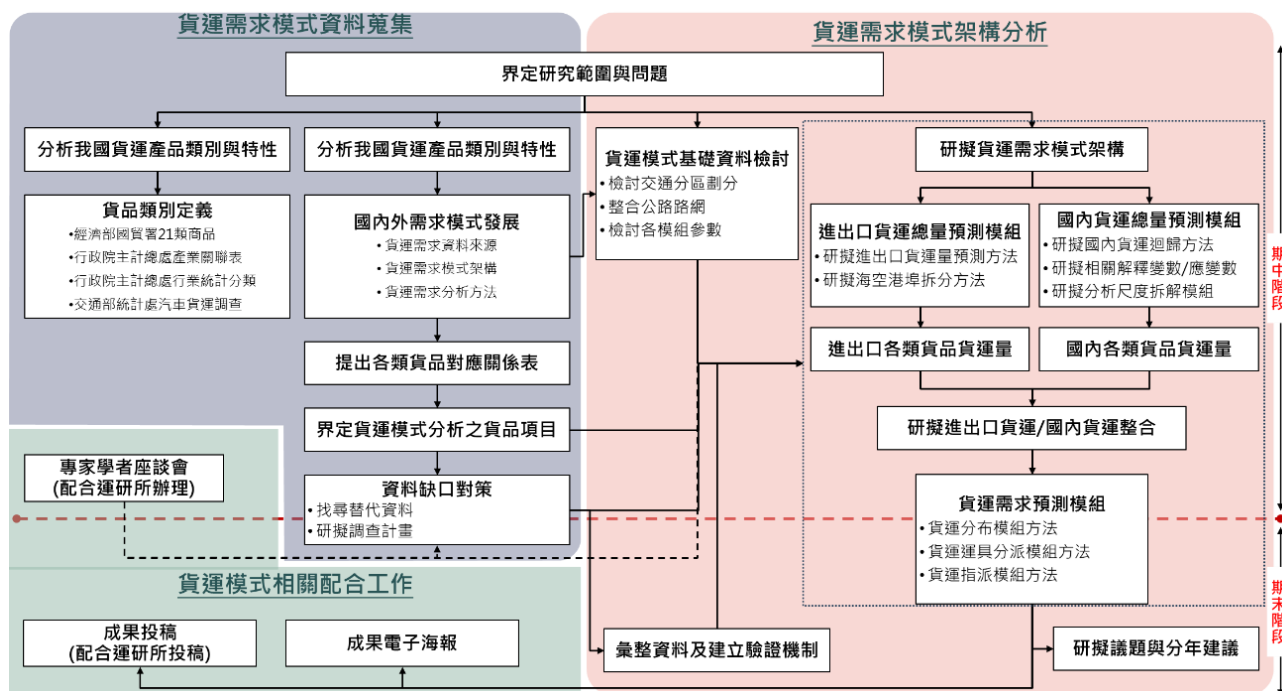 貨運需求模式資料蒐集
貨運需求模式架構分析
界定研究範圍與問題
分析我國貨運產品類別與特性
分析我國貨運產品類別與特性
貨運模式基礎資料檢討
•檢討交通分區劃分
•整合公路路網
•檢討各模組參數
研擬貨運需求模式架構
貨品類別定義
•經濟部國貿署21類商品
•行政院主計總處產業關聯表
•行政院主計總處行業統計分類
•交通部統計處汽車貨運調查
國內外需求模式發展
•貨運需求資料來源
•貨運需求模式架構
•貨運需求分析方法
進出口貨運總量預測模組
•研擬進出口貨運量預測方法
•研擬海空港埠拆分方法
國內貨運總量預測模組
•研擬國內貨運迴歸方法
•研擬相關解釋變數/應變數
•研擬分析尺度拆解模組
期中階段
提出各類貨品對應關係表
進出口各類貨品貨運量
國內各類貨品貨運量
界定貨運模式分析之貨品項目
研擬進出口貨運/國內貨運整合
專家學者座談會
(配合運研所辦理)
資料缺口對策
•找尋替代資料
•研擬調查計畫
貨運需求預測模組
•貨運分布模組方法
•貨運運具分派模組方法
•貨運指派模組方法
貨運模式相關配合工作
期末階段
成果投稿
(配合運研所投稿)
成果電子海報
彙整資料及建立驗證機制
研擬議題與分年建議